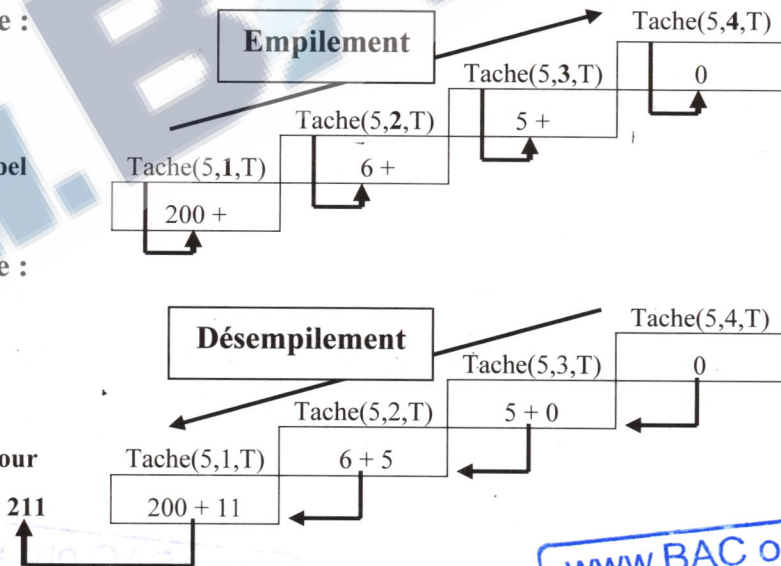 e :
Empilement
Tache(5,4,T)
0
Tache(5,3,T)
5 +
Tache(5,2,T)
6 +
pel
Tache(5,1,T)
200 +
e :
Désempilement
Tache(5,4,T)
0
Tache(5,3,T)
5 + 0
Tache(5,2,T)
6 + 5
our
Tache(5,1,T)
211
200 + 11
www BAC o